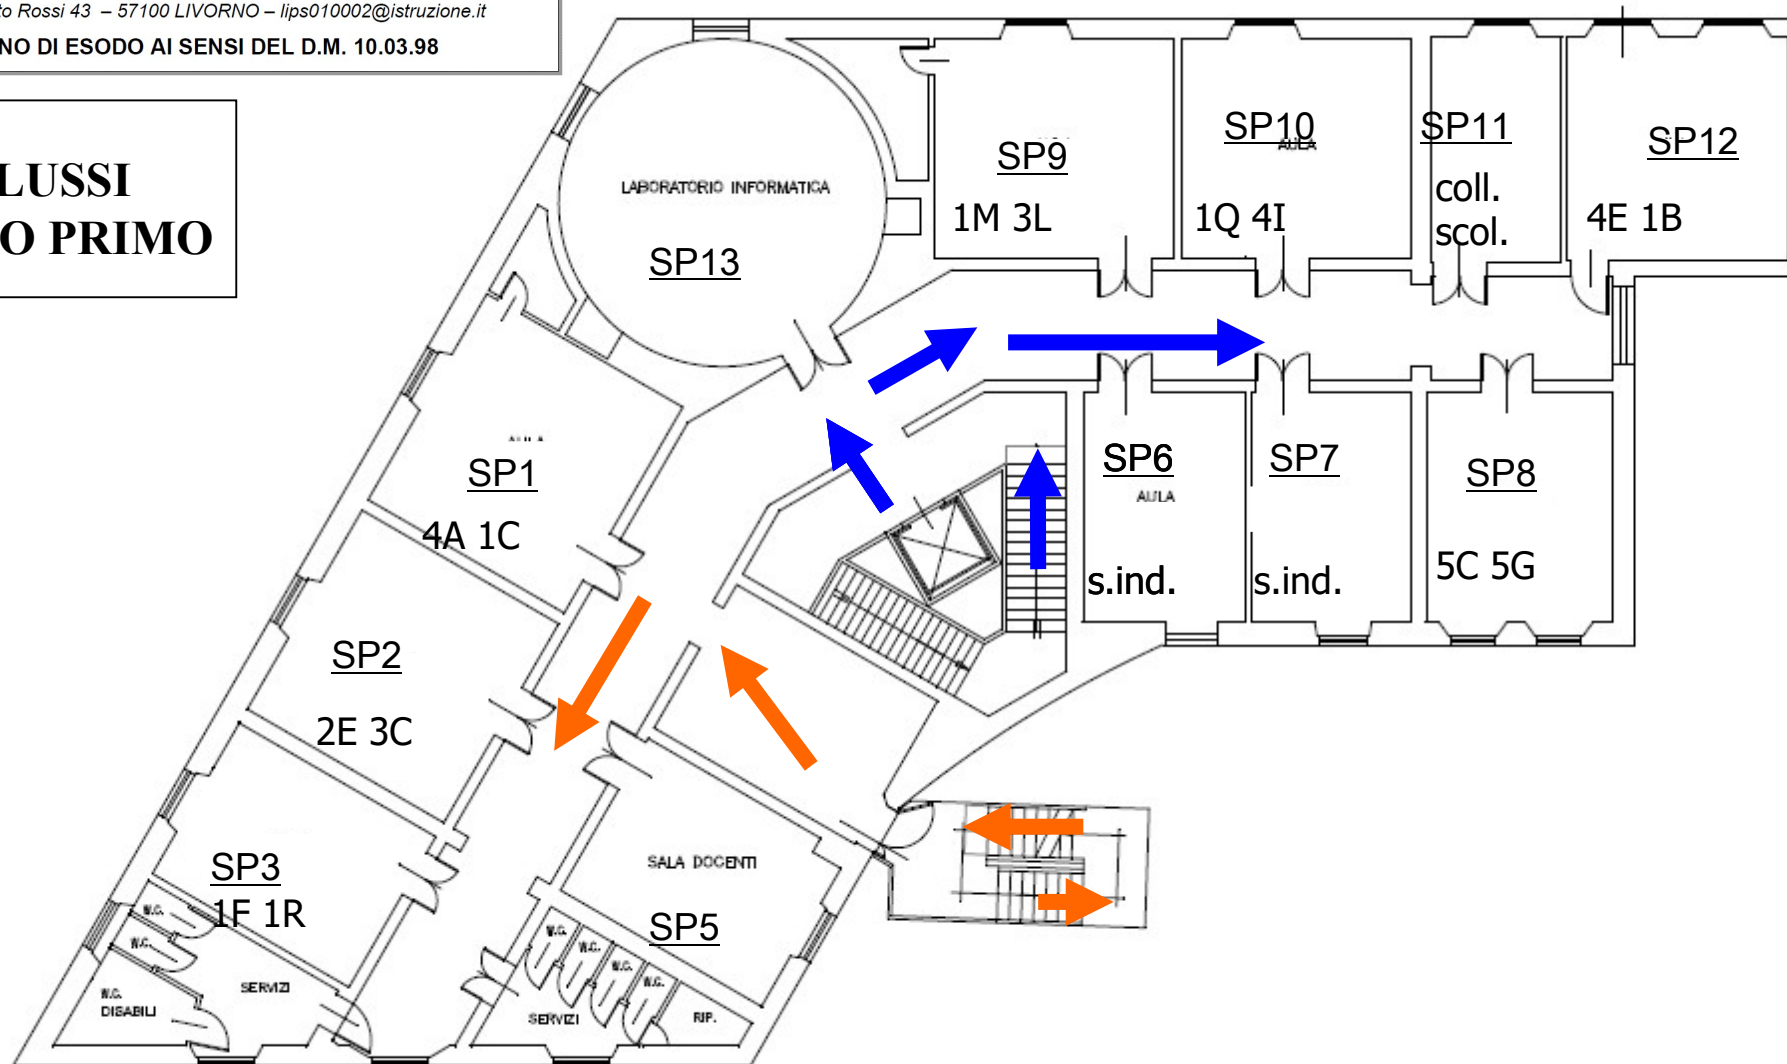 to Rossi 43 – 57100 LIVORNO – lips010002@istruzione.it
NO DI ESODO AI SENSI DEL D.M. 10.03.98
LUSSI
O PRIMO
LABORATORIO INFORMATICA
SP13
SP9
1M 3L
SP10
AULA
1Q 4I
SP11
coll.
scol.
SP12
4E 1B
SP1
4A 1C
SP6
AULA
s.ind.
SP7
s.ind.
SP8
5C 5G
SP2
2E 3C
SP3
1F 1R
SALA DOCENTI
SP5
W.C.
W.C.
W.C.
DISABILI
SERVIZI
W.C.
W.C.
W.C.
W.C.
SERVIZI
RIP.